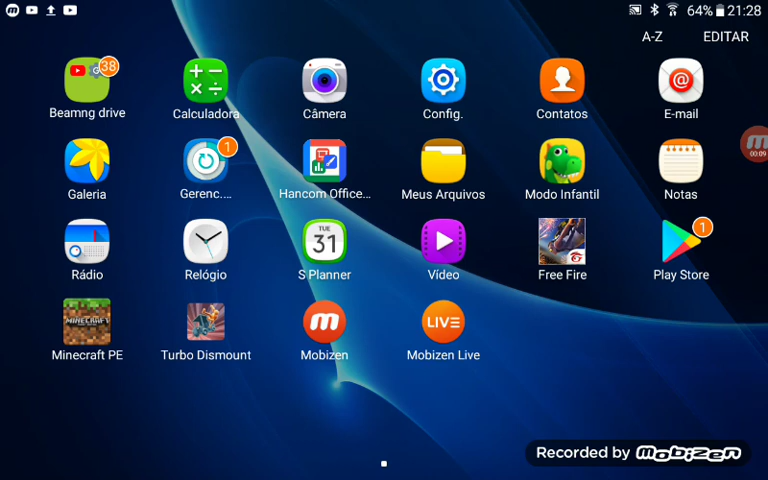 64% 21:28
A-Z EDITAR
38
Beamng drive Calculadora Câmera Config. Contatos E-mail
00:09
1
Galeria Gerenc.... Hancom Office... Meus Arquivos Modo Infantil Notas
TUE
31
1
Rádio Relógio S Planner Vídeo Free Fire Play Store
MINECRAFT
LIVE
Minecraft PE Turbo Dismount Mobizen Mobizen Live
Recorded by Mobizen